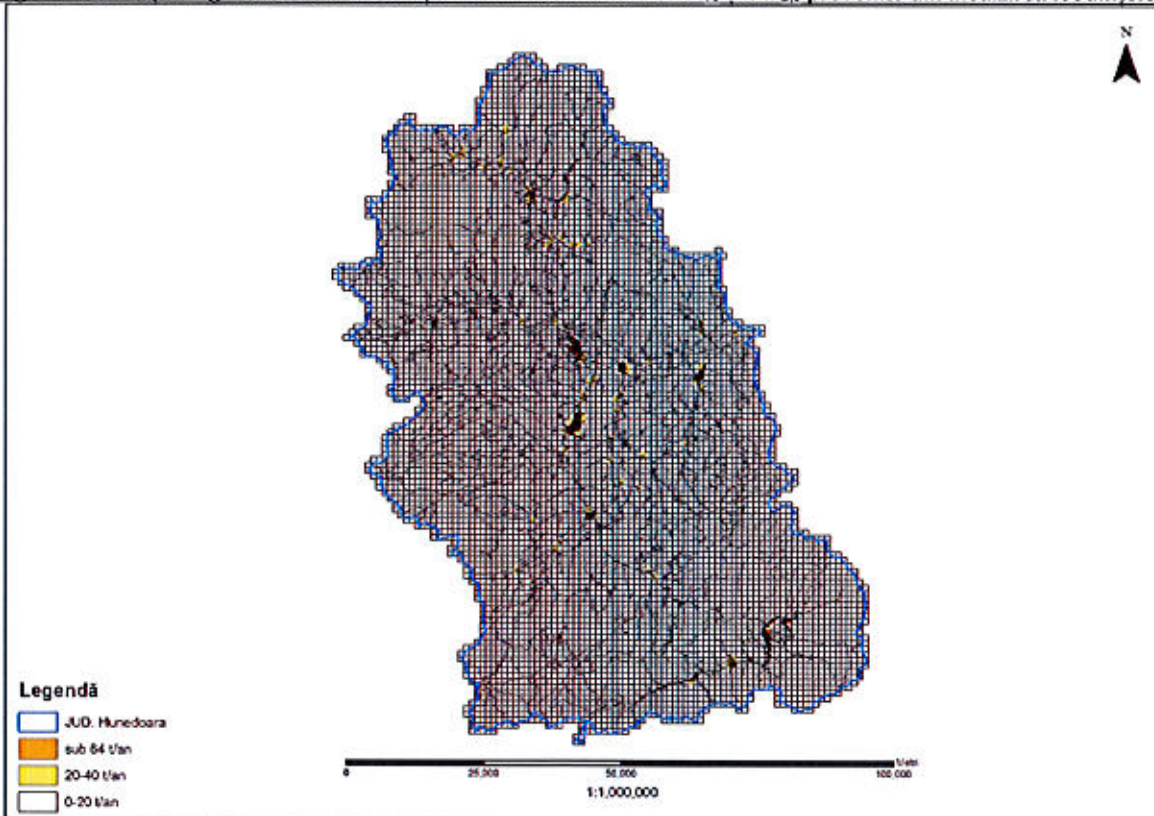 N
Legendă
JUD. Hunedoara
sub 64 t/an
20-40 t/an
0-20 t/an
0 25,000 50,000 100,000
1:1,000,000